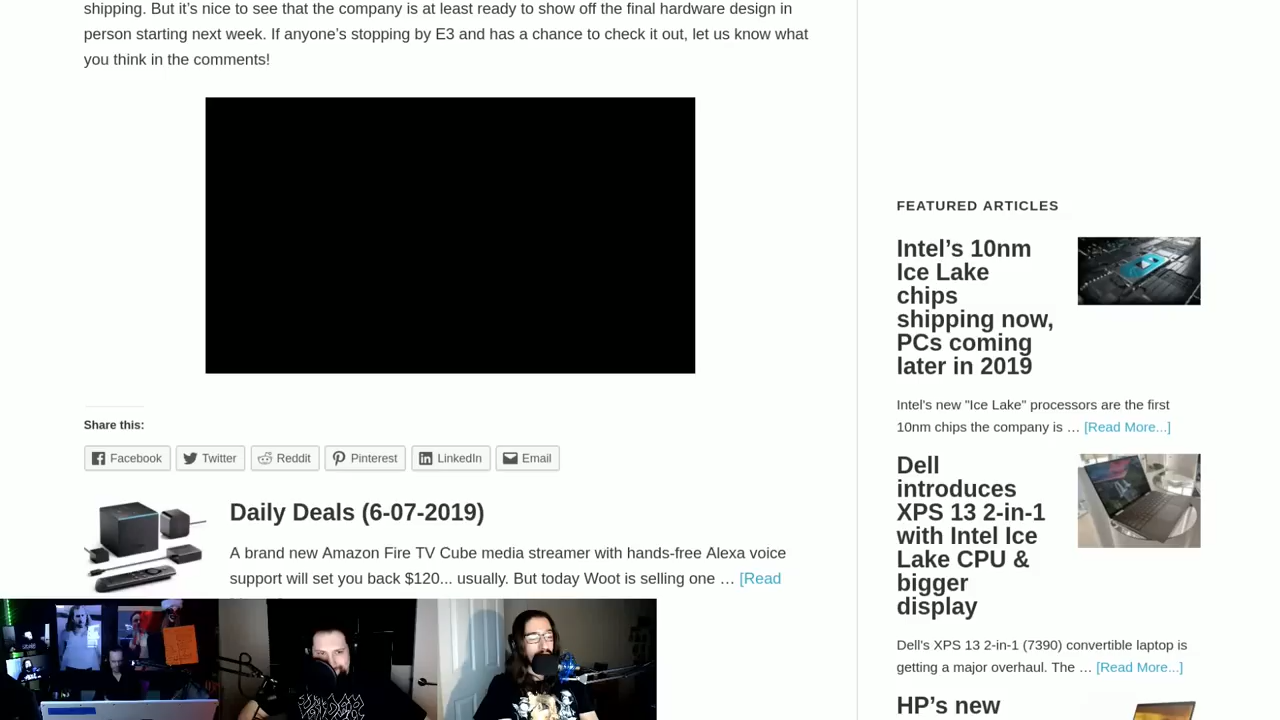 shipping. But it’s nice to see that the company is at least ready to show off the final hardware design in
person starting next week. If anyone’s stopping by E3 and has a chance to check it out, let us know what
you think in the comments!
Share this:
Facebook
Twitter
Reddit
Pinterest
LinkedIn
Email
Daily Deals (6-07-2019)
A brand new Amazon Fire TV Cube media streamer with hands-free Alexa voice
support will set you back $120... usually. But today Woot is selling one … [Read
FEATURED ARTICLES
Intel’s 10nm
Ice Lake
chips
shipping now,
PCs coming
later in 2019
Intel's new "Ice Lake" processors are the first
10nm chips the company is … [Read More...]
Dell
introduces
XPS 13 2-in-1
with Intel Ice
Lake CPU &
bigger
display
Dell's XPS 13 2-in-1 (7390) convertible laptop is
getting a major overhaul. The … [Read More...]
HP’s new